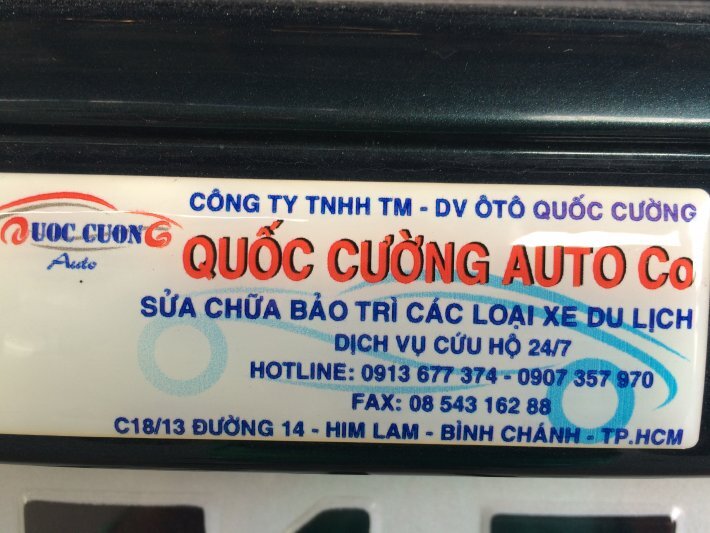 QUOC CUONG
Auto
CÔNG TY TNHH TM - DV ÔTÔ QUỐC CƯỜNG
QUỐC CƯỜNG AUTO Co
SỬA CHỮA BẢO TRÌ CÁC LOẠI XE DU LỊCH
DỊCH VỤ CỨU HỘ 24/7
HOTLINE: 0913 677 374 - 0907 357 970
FAX: 08 543 162 88
C18/13 ĐƯỜNG 14 - HIM LAM - BÌNH CHÁNH - TP.HCM